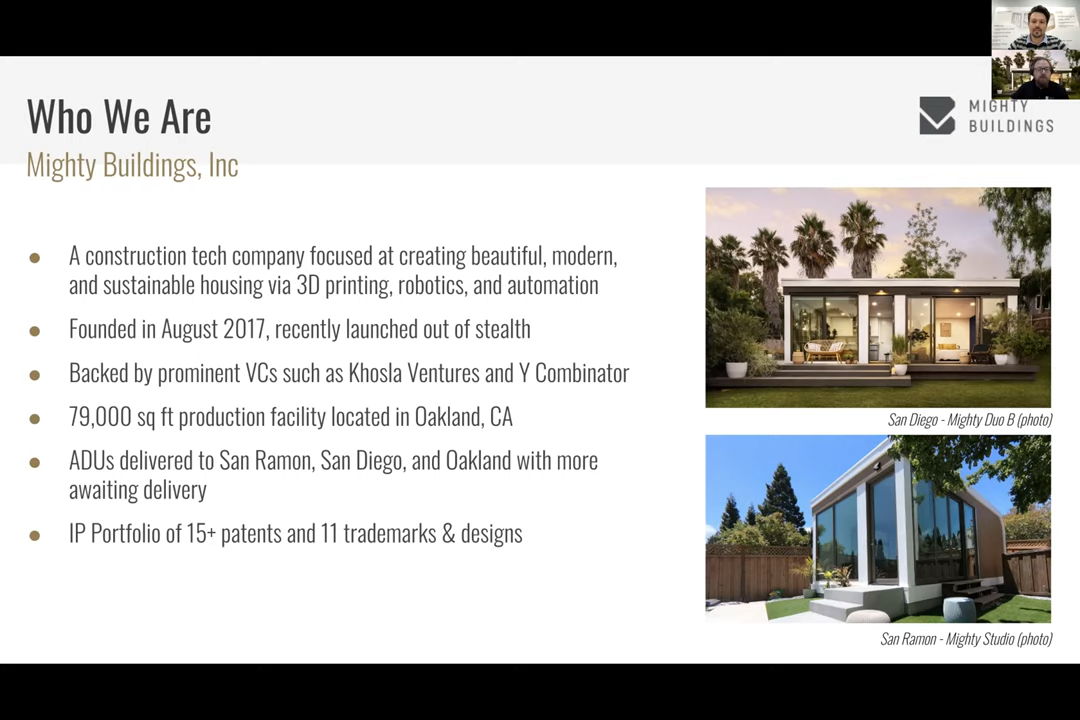 Who We Are
Mighty Buildings, Inc
MIGHTY
BUILDINGS
● A construction tech company focused at creating beautiful, modern,
and sustainable housing via 3D printing, robotics, and automation
● Founded in August 2017, recently launched out of stealth
● Backed by prominent VCs such as Khosla Ventures and Y Combinator
● 79,000 sq ft production facility located in Oakland, CA
● ADUs delivered to San Ramon, San Diego, and Oakland with more
awaiting delivery
● IP Portfolio of 15+ patents and 11 trademarks & designs
San Diego - Mighty Duo B (photo)
San Ramon - Mighty Studio (photo)